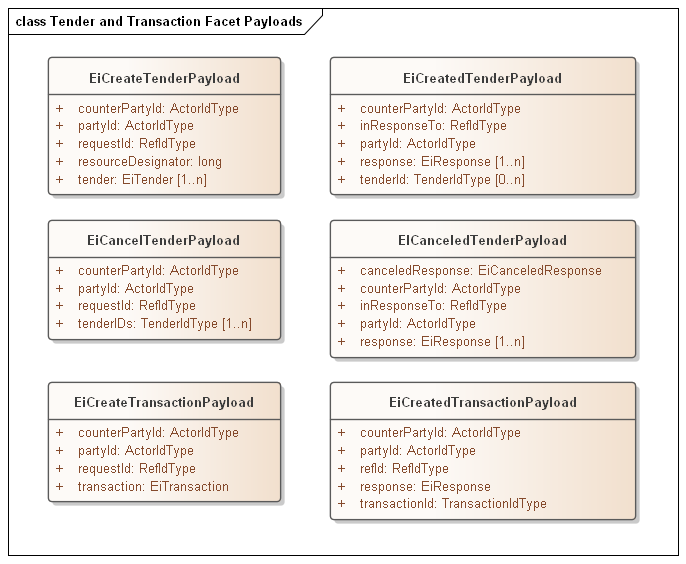 class Tender and Transaction Facet Payloads
EiCreateTenderPayload
+ counterPartyId: ActorIdType
+ partyId: ActorIdType
+ requestId: RefIdType
+ resourceDesignator: long
+ tender: EiTender [1..n]
EiCreatedTenderPayload
+ counterPartyId: ActorIdType
+ inResponseTo: RefIdType
+ partyId: ActorIdType
+ response: EiResponse [1..n]
+ tenderId: TenderIdType [0..n]
EiCancelTenderPayload
+ counterPartyId: ActorIdType
+ partyId: ActorIdType
+ requestId: RefIdType
+ tenderIDs: TenderIdType [1..n]
EICanceledTenderPayload
+ canceledResponse: EiCanceledResponse
+ counterPartyId: ActorIdType
+ inResponseTo: RefIdType
+ partyId: ActorIdType
+ response: EiResponse [1..n]
EiCreateTransactionPayload
+ counterPartyId: ActorIdType
+ partyId: ActorIdType
+ requestId: RefIdType
+ transaction: EiTransaction
EiCreatedTransactionPayload
+ counterPartyId: ActorIdType
+ partyId: ActorIdType
+ refId: RefIdType
+ response: EiResponse
+ transactionId: TransactionIdType